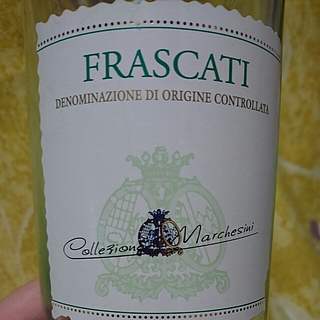 FRASCATI
DENOMINAZIONE DI ORIGINE CONTROLLATA
Collezione Marchesini